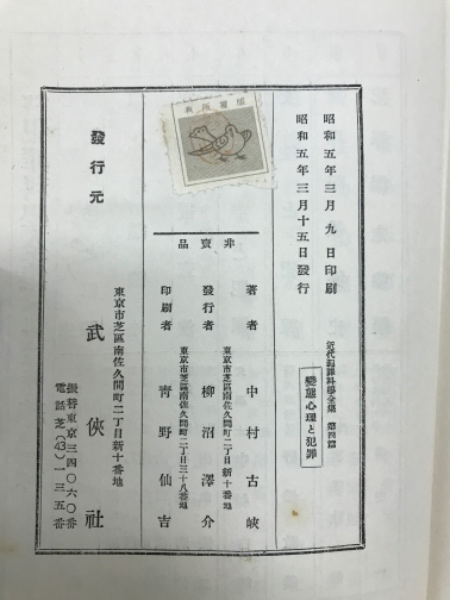 昭和五年三月九日印刷
昭和五年三月十五日發行
近代犯罪科學全集 第四篇
變態心理と犯罪
非賣品
著者 中村古峽
東京市芝區南佐久間町二丁目新十番地
發行者 柳沼澤介
東京市芝區南佐久間町二丁目三十八番地
印刷者 青野仙吉
發行元
東京市芝區南佐久間町二丁目新十番地
武俠社
振替東京三四〇六〇番
電話芝(43)一三五番